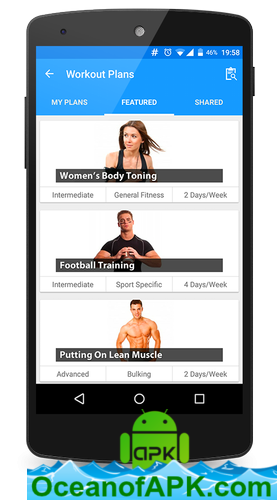 46% 19:58
Workout Plans
MY PLANS FEATURED SHARED
Women's Body Toning
Intermediate General Fitness 2 Days/Week
Football Training
Intermediate Sport Specific 4 Days/Week
Putting On Lean Muscle
Advanced Bulking 2 Days/Week
APK
OceanofAPK.com